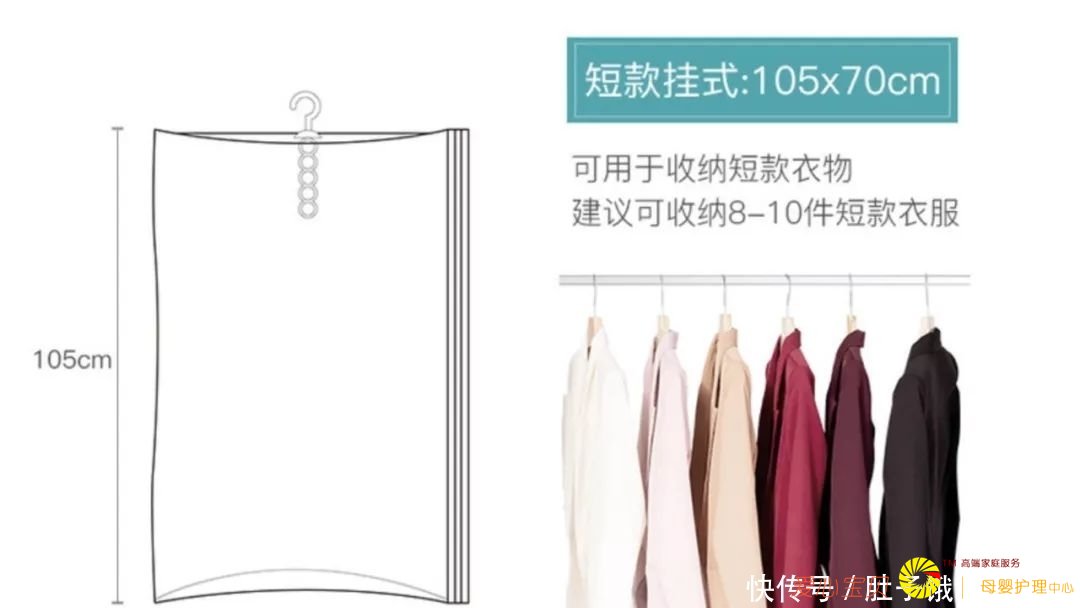 短款挂式:105x70cm
可用于收纳短款衣物
建议可收纳8-10件短款衣服
105cm
TM 高端家庭服务
母婴护理中心
快传号
肚子饿